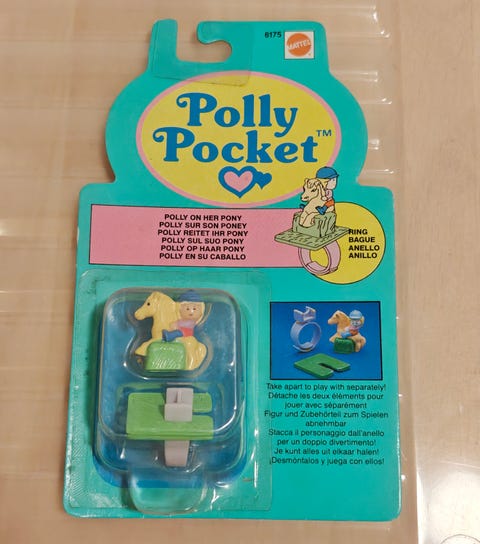 6175
MATTEL
Polly
Pocket™
POLLY ON HER PONY
POLLY SUR SON PONEY
POLLY REITET IHR PONY
POLLY SUL SUO PONY
POLLY OP HAAR PONY
POLLY EN SU CABALLO
RING
BAGUE
ANELLO
ANILLO
Take apart to play with separately!
Détache les deux éléments pour
jouer avec séparément
Figur und Zubehörteil zum Spielen
abnehmbar
Stacca il personaggio dall'anello
per un doppio divertimento!
Je kunt alles uit elkaar halen!
¡Desmóntalos y juega con ellos!